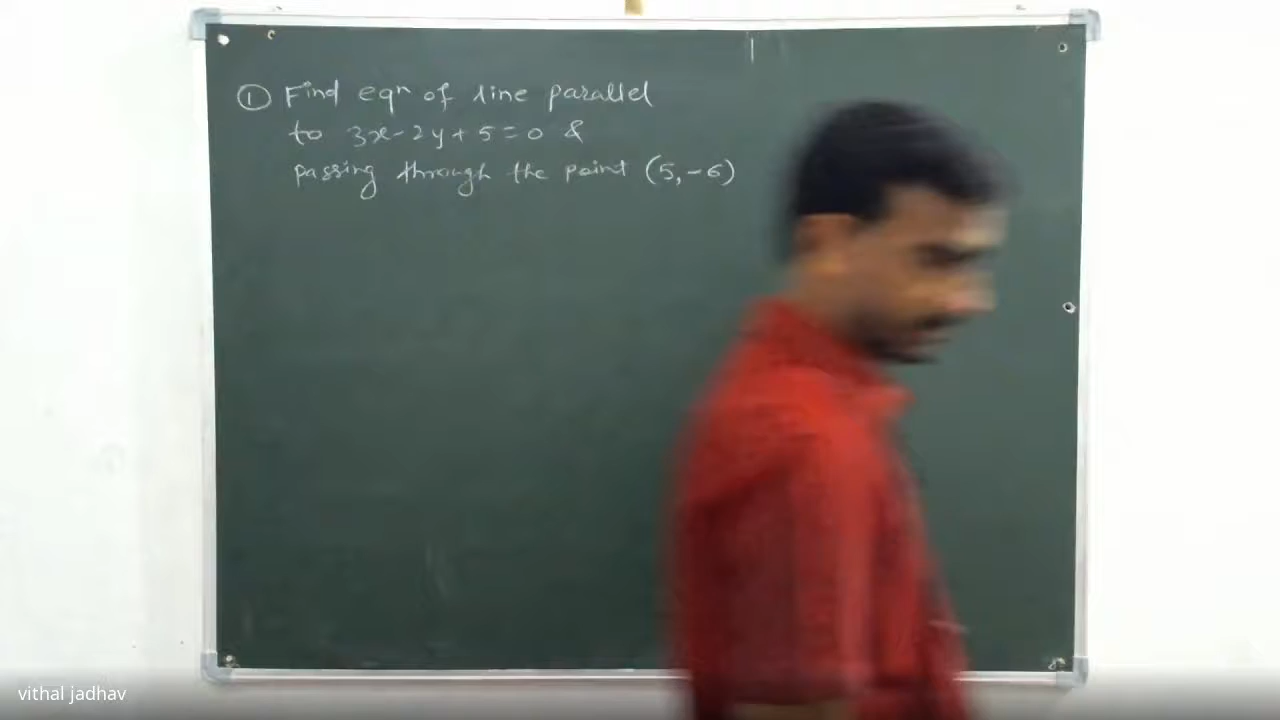 ① Find eqⁿ of line parallel
to 3x-2y+5=0 &
passing through the point (5,-6)
vithal jadhav